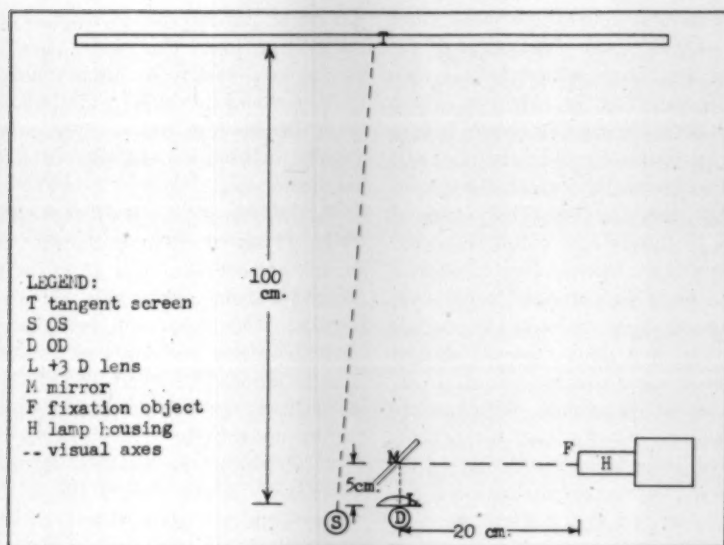 T
100
cm.
LEGEND:
T tangent screen
S OS
D OD
L +3 D lens
M mirror
F fixation object
H lamp housing
-- visual axes
M
F
H
5cm.
L
S
D
20 cm.